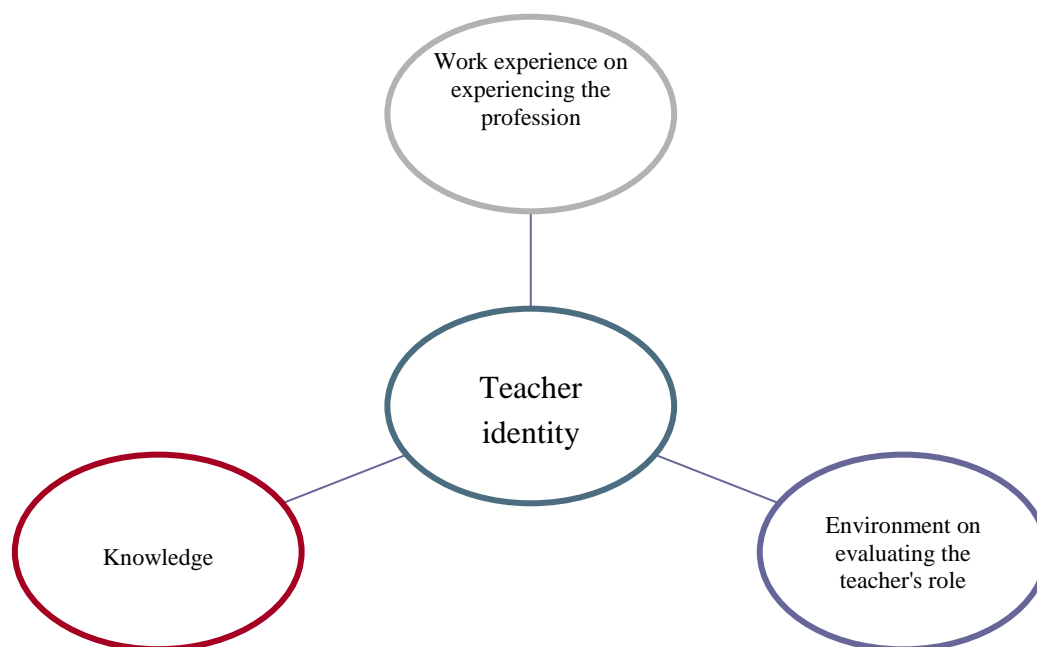 Work experience on
experiencing the
profession
Teacher
identity
Knowledge
Environment on
evaluating the
teacher's role